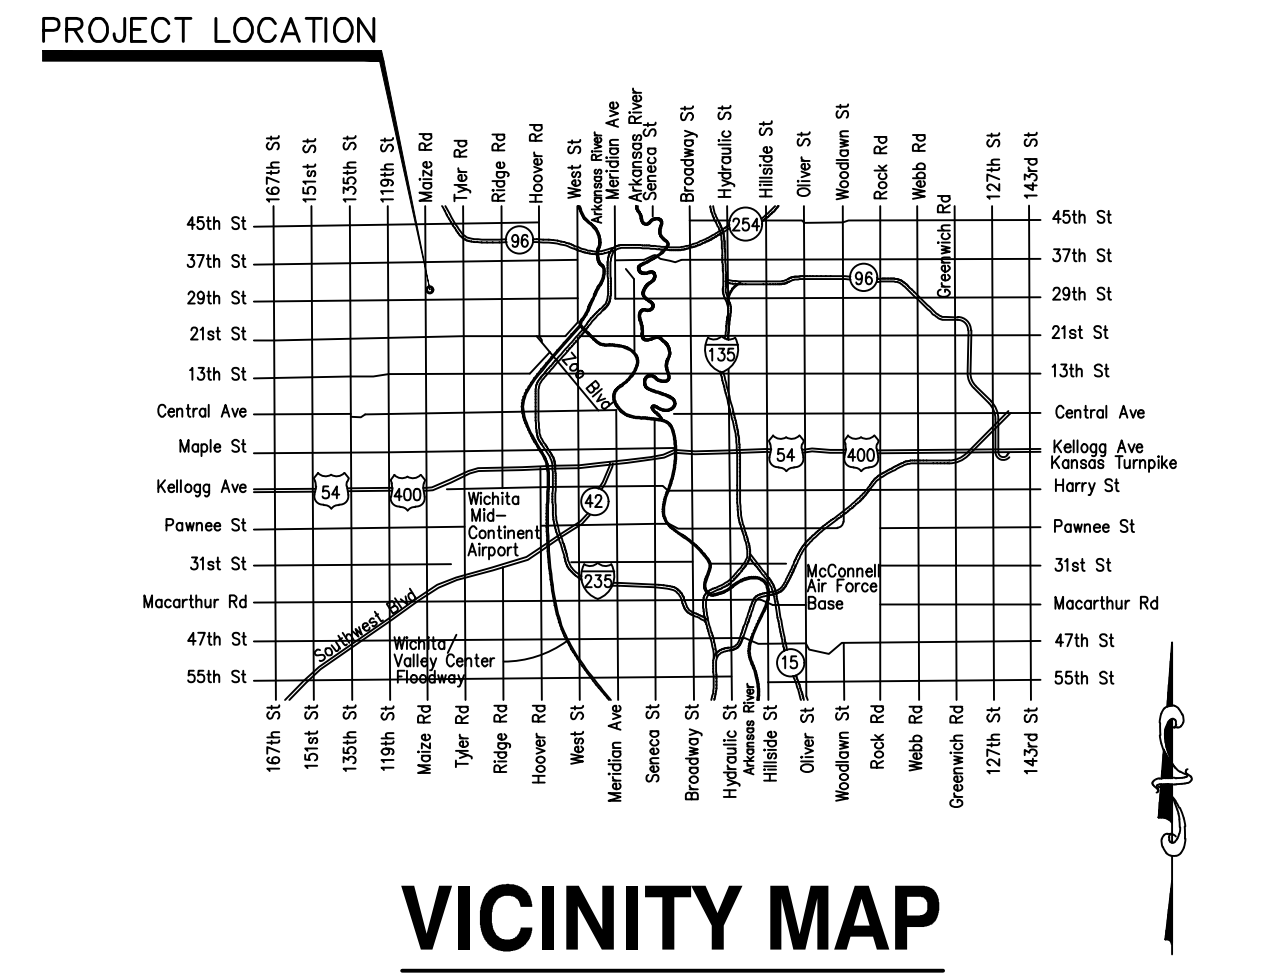 PROJECT LOCATION
167th St
151st St
135th St
119th St
Maize Rd
Tyler Rd
Ridge Rd
Hoover Rd
West St
Arkansas River
Meridian Ave
Arkansas River
Seneca St
Broadway St
Hydraulic St
Hillside St
Oliver St
Woodlawn St
Rock Rd
Webb Rd
Greenwich Rd
127th St
143rd St
45th St
37th St
29th St
21st St
13th St
Central Ave
Maple St
Kellogg Ave
Pawnee St
31st St
Macarthur Rd
47th St
55th St
96
254
96
135
Zoo Blvd
54
400
54
400
42
Wichita
Mid-
Continent
Airport
235
McConnell
Air Force
Base
Southwest Blvd
Wichita/
Valley Center
Floodway
15
45th St
37th St
29th St
21st St
13th St
Central Ave
Kellogg Ave
Kansas Turnpike
Harry St
Pawnee St
31st St
Macarthur Rd
47th St
55th St
167th St
151st St
135th St
119th St
Maize Rd
Tyler Rd
Ridge Rd
Hoover Rd
West St
Meridian Ave
Seneca St
Broadway St
Hydraulic St
Arkansas River
Hillside St
Oliver St
Woodlawn St
Rock Rd
Webb Rd
Greenwich Rd
127th St
143rd St
VICINITY MAP